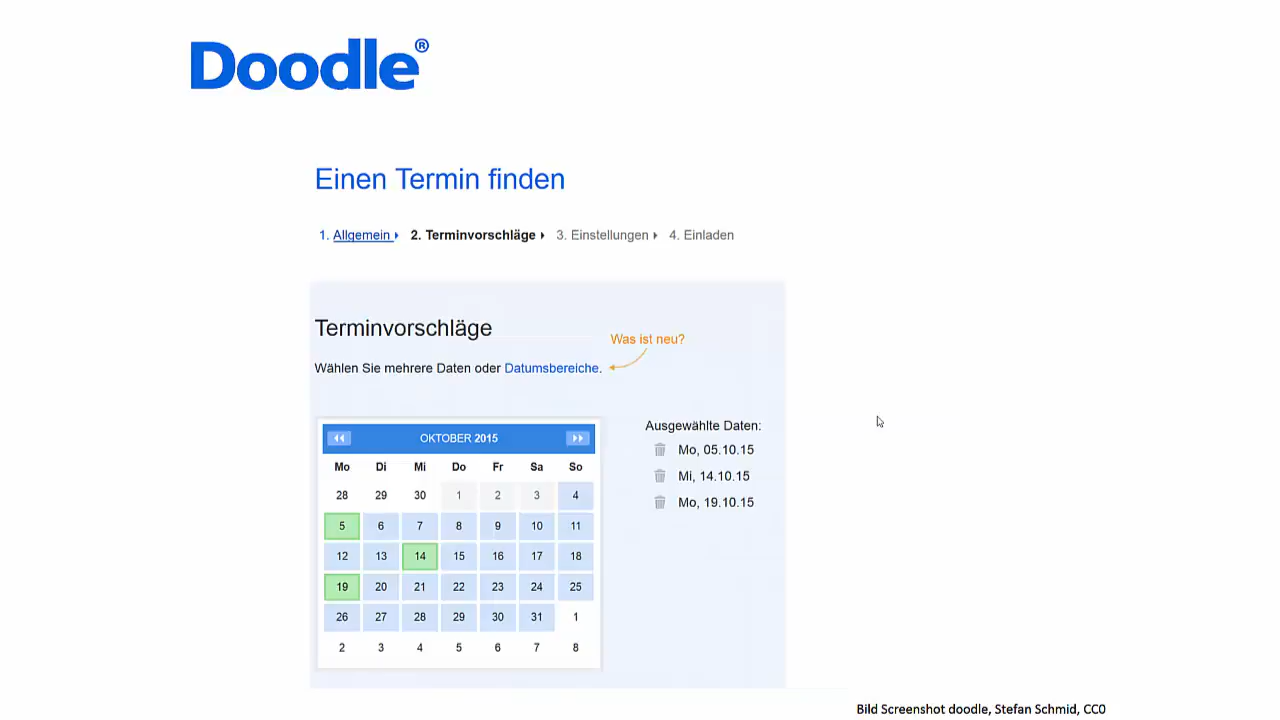 Doodle®
Einen Termin finden
1. Allgemein 2. Terminvorschläge 3. Einstellungen 4. Einladen
Terminvorschläge
Was ist neu?
Wählen Sie mehrere Daten oder Datumsbereiche.
OKTOBER 2015
Mo Di Mi Do Fr Sa So
28 29 30 1 2 3 4
5 6 7 8 9 10 11
12 13 14 15 16 17 18
19 20 21 22 23 24 25
26 27 28 29 30 31 1
2 3 4 5 6 7 8
Ausgewählte Daten:
Mo, 05.10.15
Mi, 14.10.15
Mo, 19.10.15
Bild Screenshot doodle, Stefan Schmid, CC0